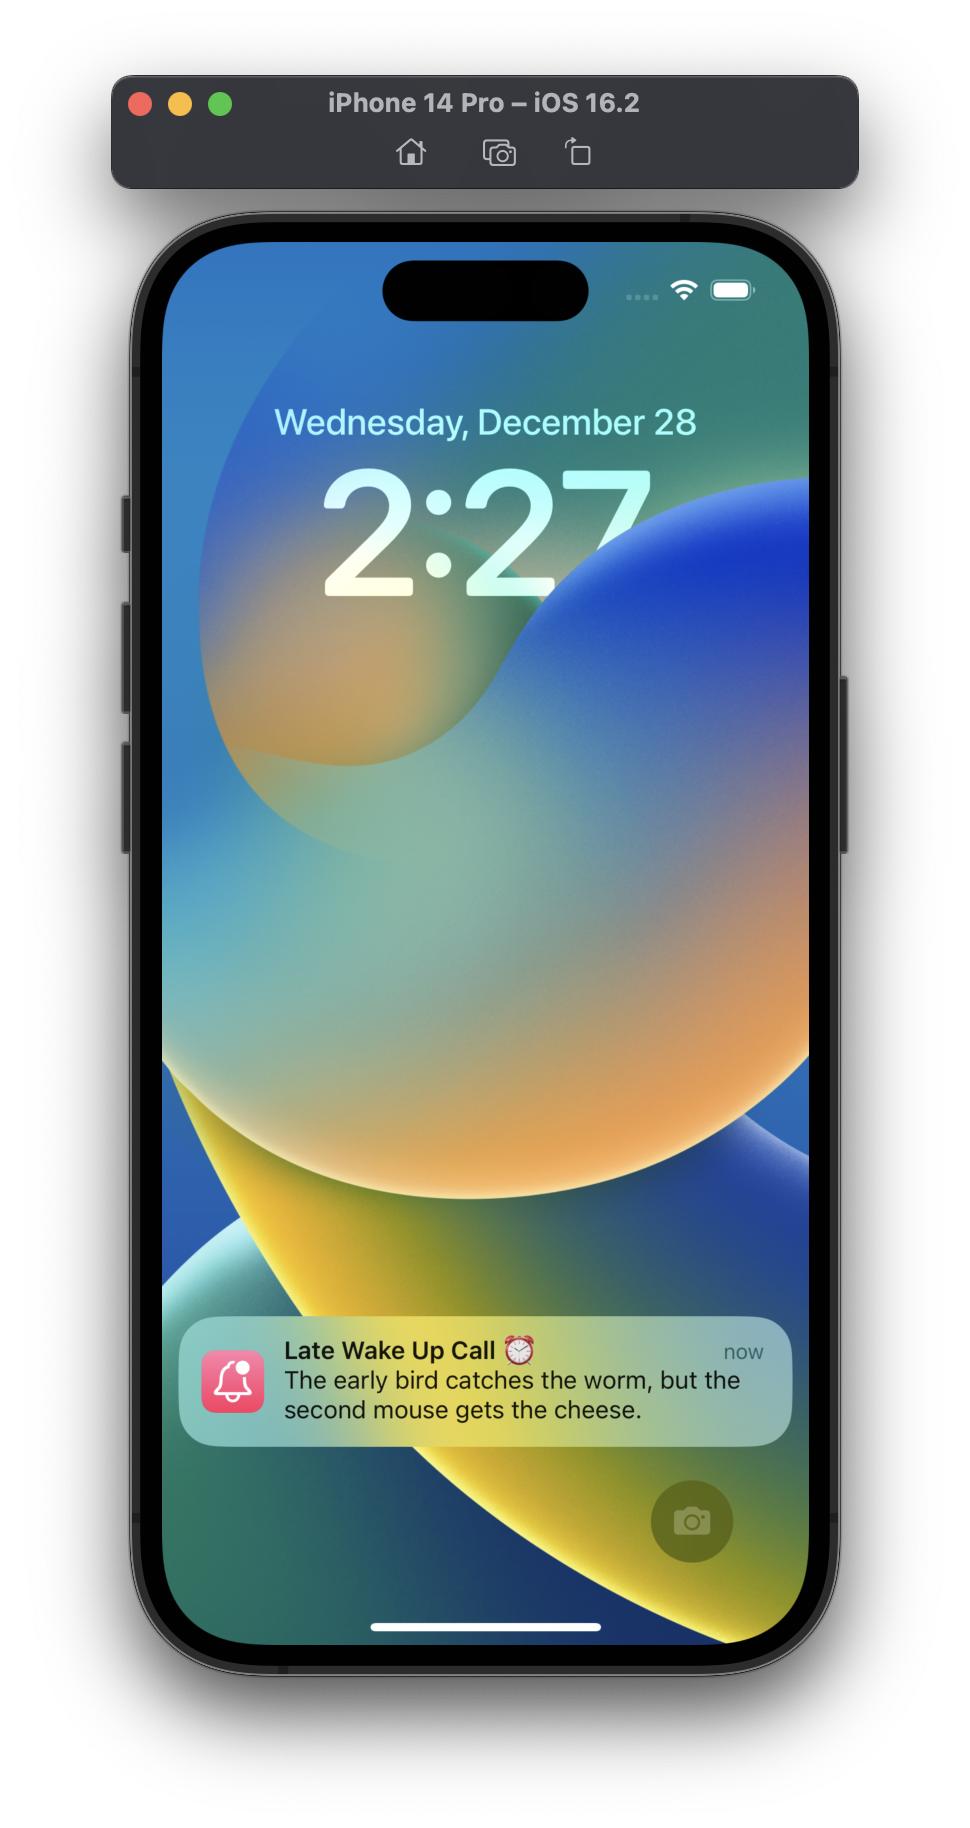 iPhone 14 Pro – iOS 16.2
Wednesday, December 28
2:27
Late Wake Up Call ⏰ now
The early bird catches the worm, but the
second mouse gets the cheese.